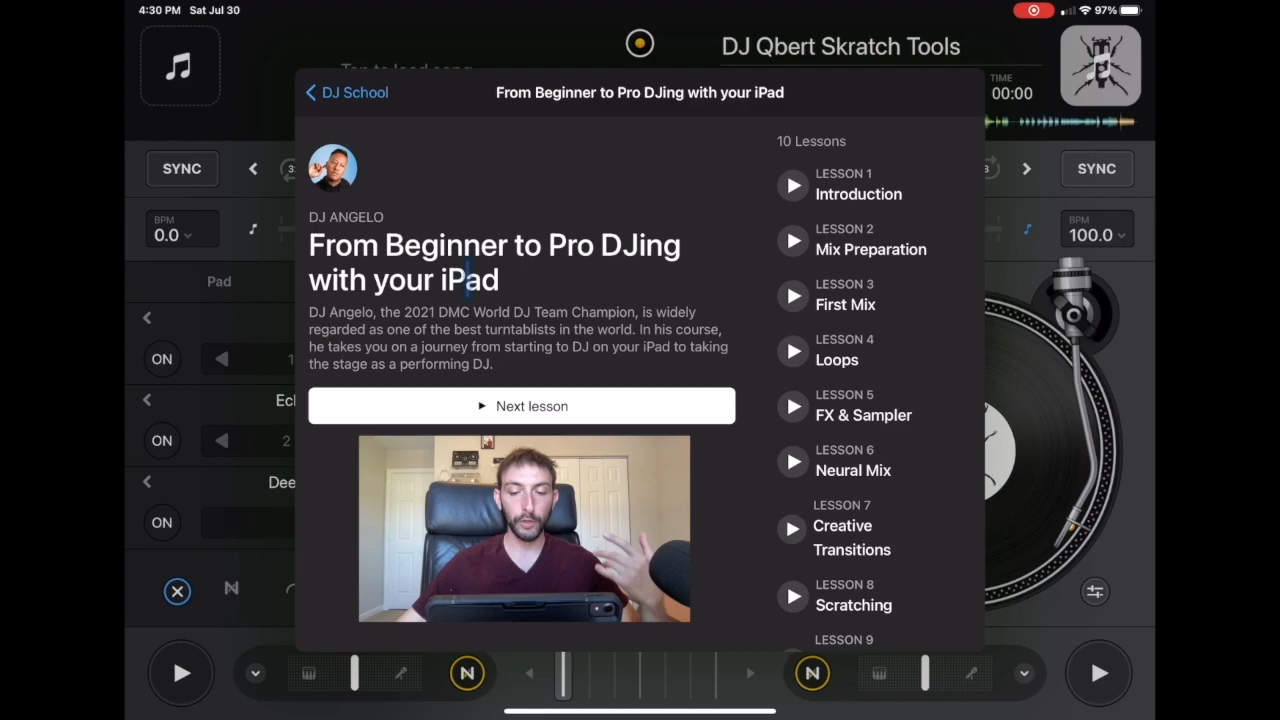 4:30 PM Sat Jul 30
97%
DJ Qbert Skratch Tools
TIME
00:00
DJ School
From Beginner to Pro DJing with your iPad
SYNC
SYNC
BPM
0.0
BPM
100.0
Pad
ON
1
ON
2
ON
DJ ANGELO
From Beginner to Pro DJing
with your iPad
DJ Angelo, the 2021 DMC World DJ Team Champion, is widely
regarded as one of the best turntablists in the world. In his course,
he takes you on a journey from starting to DJ on your iPad to taking
the stage as a performing DJ.
Next lesson
10 Lessons
LESSON 1
Introduction
LESSON 2
Mix Preparation
LESSON 3
First Mix
LESSON 4
Loops
LESSON 5
FX & Sampler
LESSON 6
Neural Mix
LESSON 7
Creative
Transitions
LESSON 8
Scratching
LESSON 9